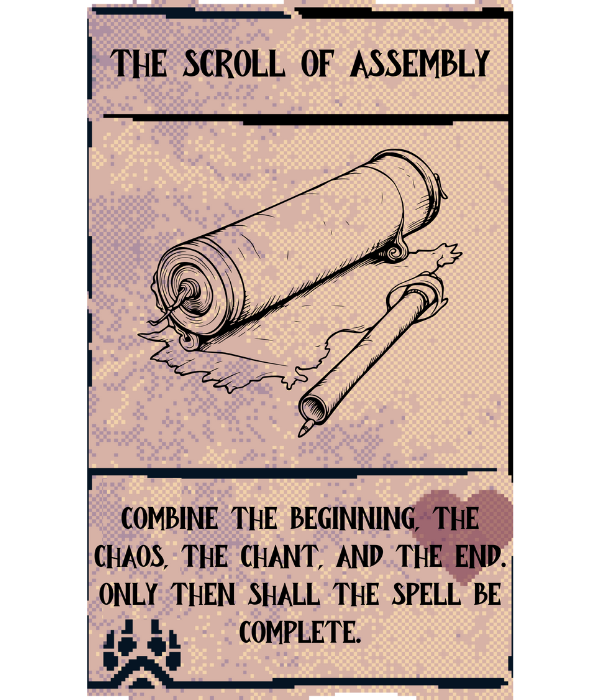 THE SCROLL OF ASSEMBLY
COMBINE THE BEGINNING, THE
CHAOS, THE CHANT, AND THE END.
ONLY THEN SHALL THE SPELL BE
COMPLETE.